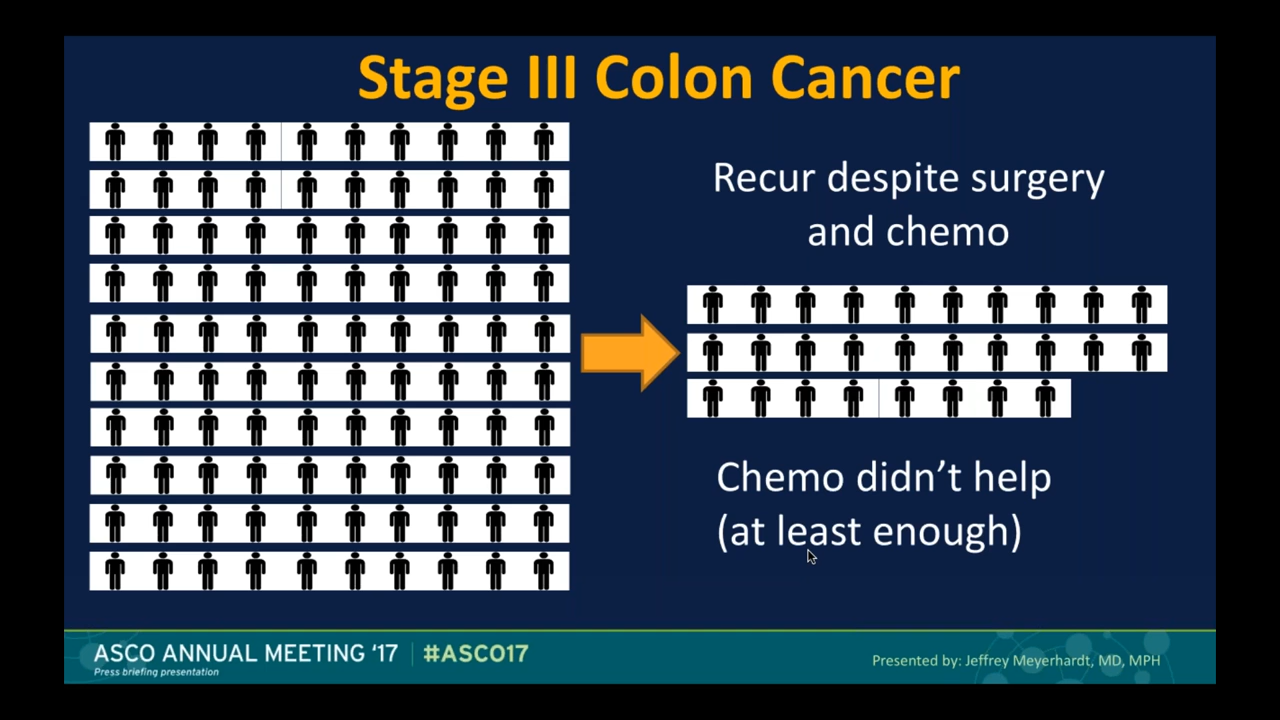 Stage III Colon Cancer
Recur despite surgery
and chemo
Chemo didn’t help
(at least enough)
ASCO ANNUAL MEETING ‘17 | #ASCO17
Press briefing presentation
Presented by: Jeffrey Meyerhardt, MD, MPH